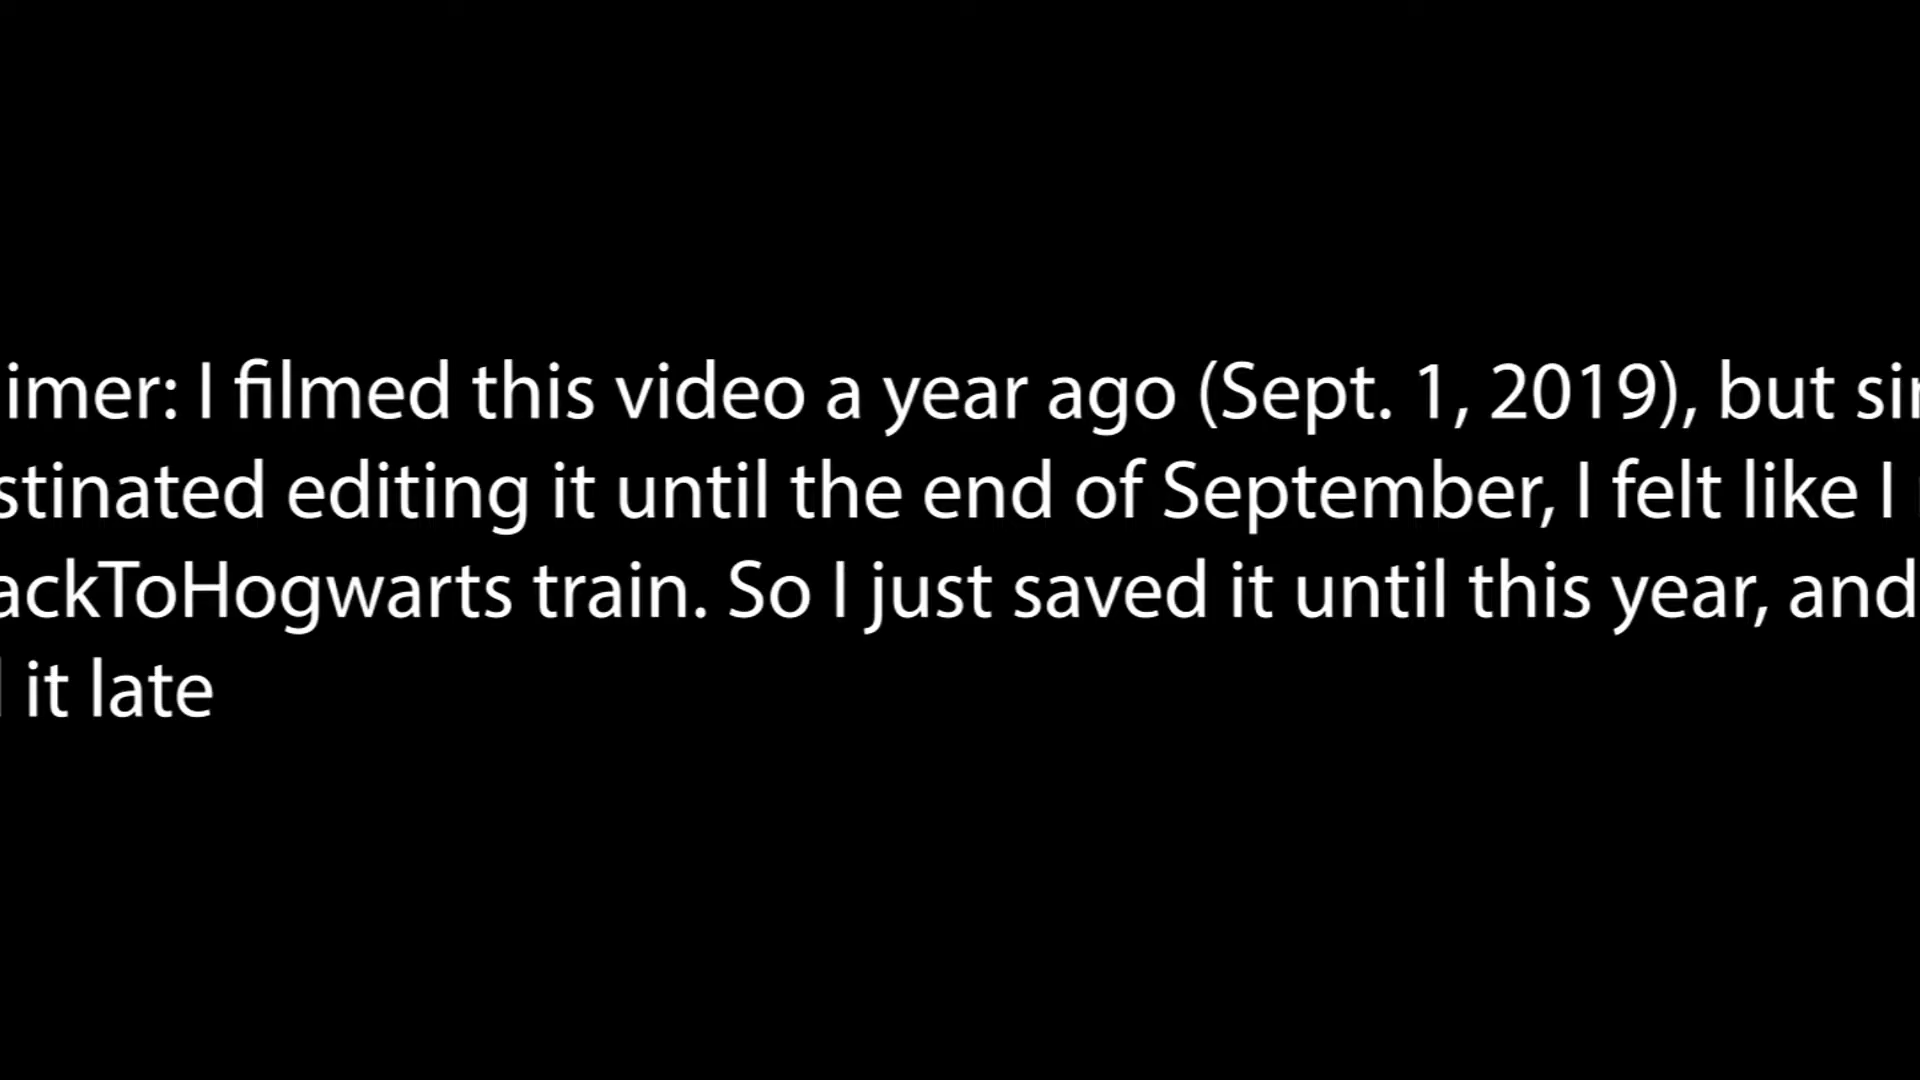 imer: I filmed this video a year ago (Sept. 1, 2019), but
stinated editing it until the end of September, I felt like I
ackToHogwarts train. So I just saved it until this year, and
it late